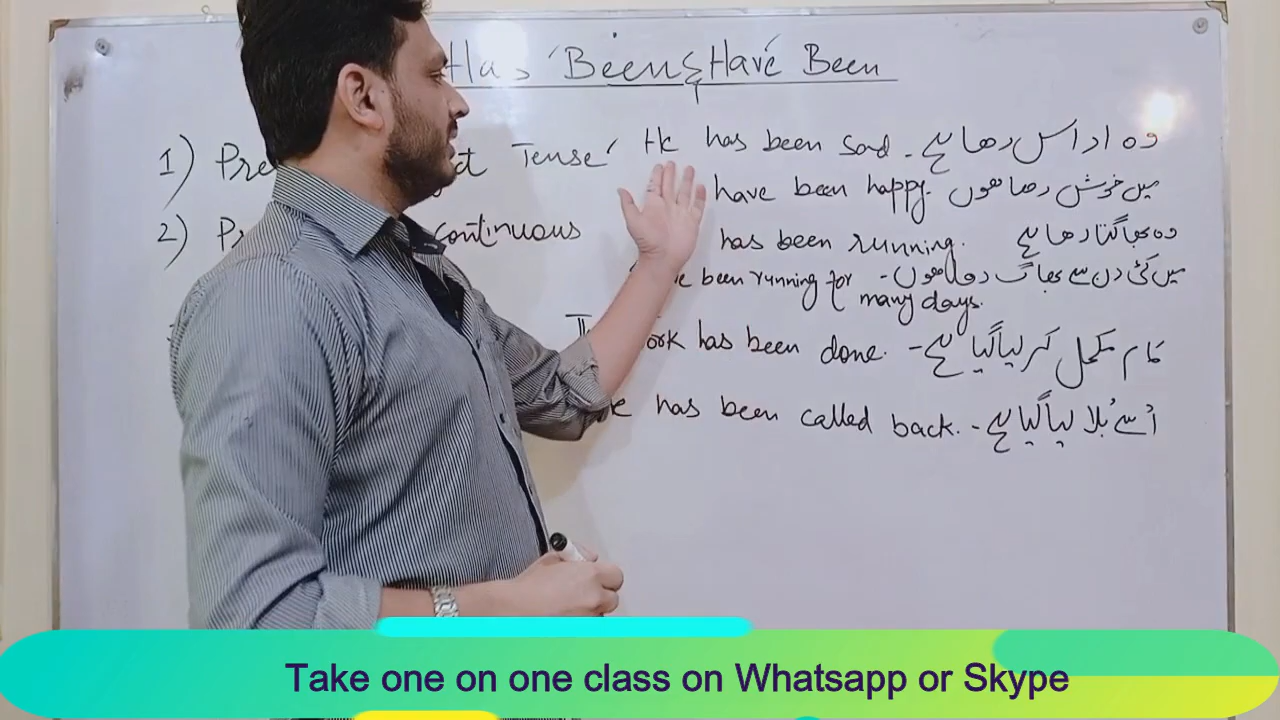 Has Been & Have Been
1) Pre ct Tense He has been sad. وہ اداس رہا ہے
have been happy. میں خوش رہا ہوں
2) P continuous has been running. وہ بھاگتا رہا ہے
been running for many days. - میں کئی دن سے بھاگ رہا ہوں
work has been done. - کام مکمل کر لیا گیا ہے
has been called back. - اُسے بُلا لیا گیا ہے
Take one on one class on Whatsapp or Skype